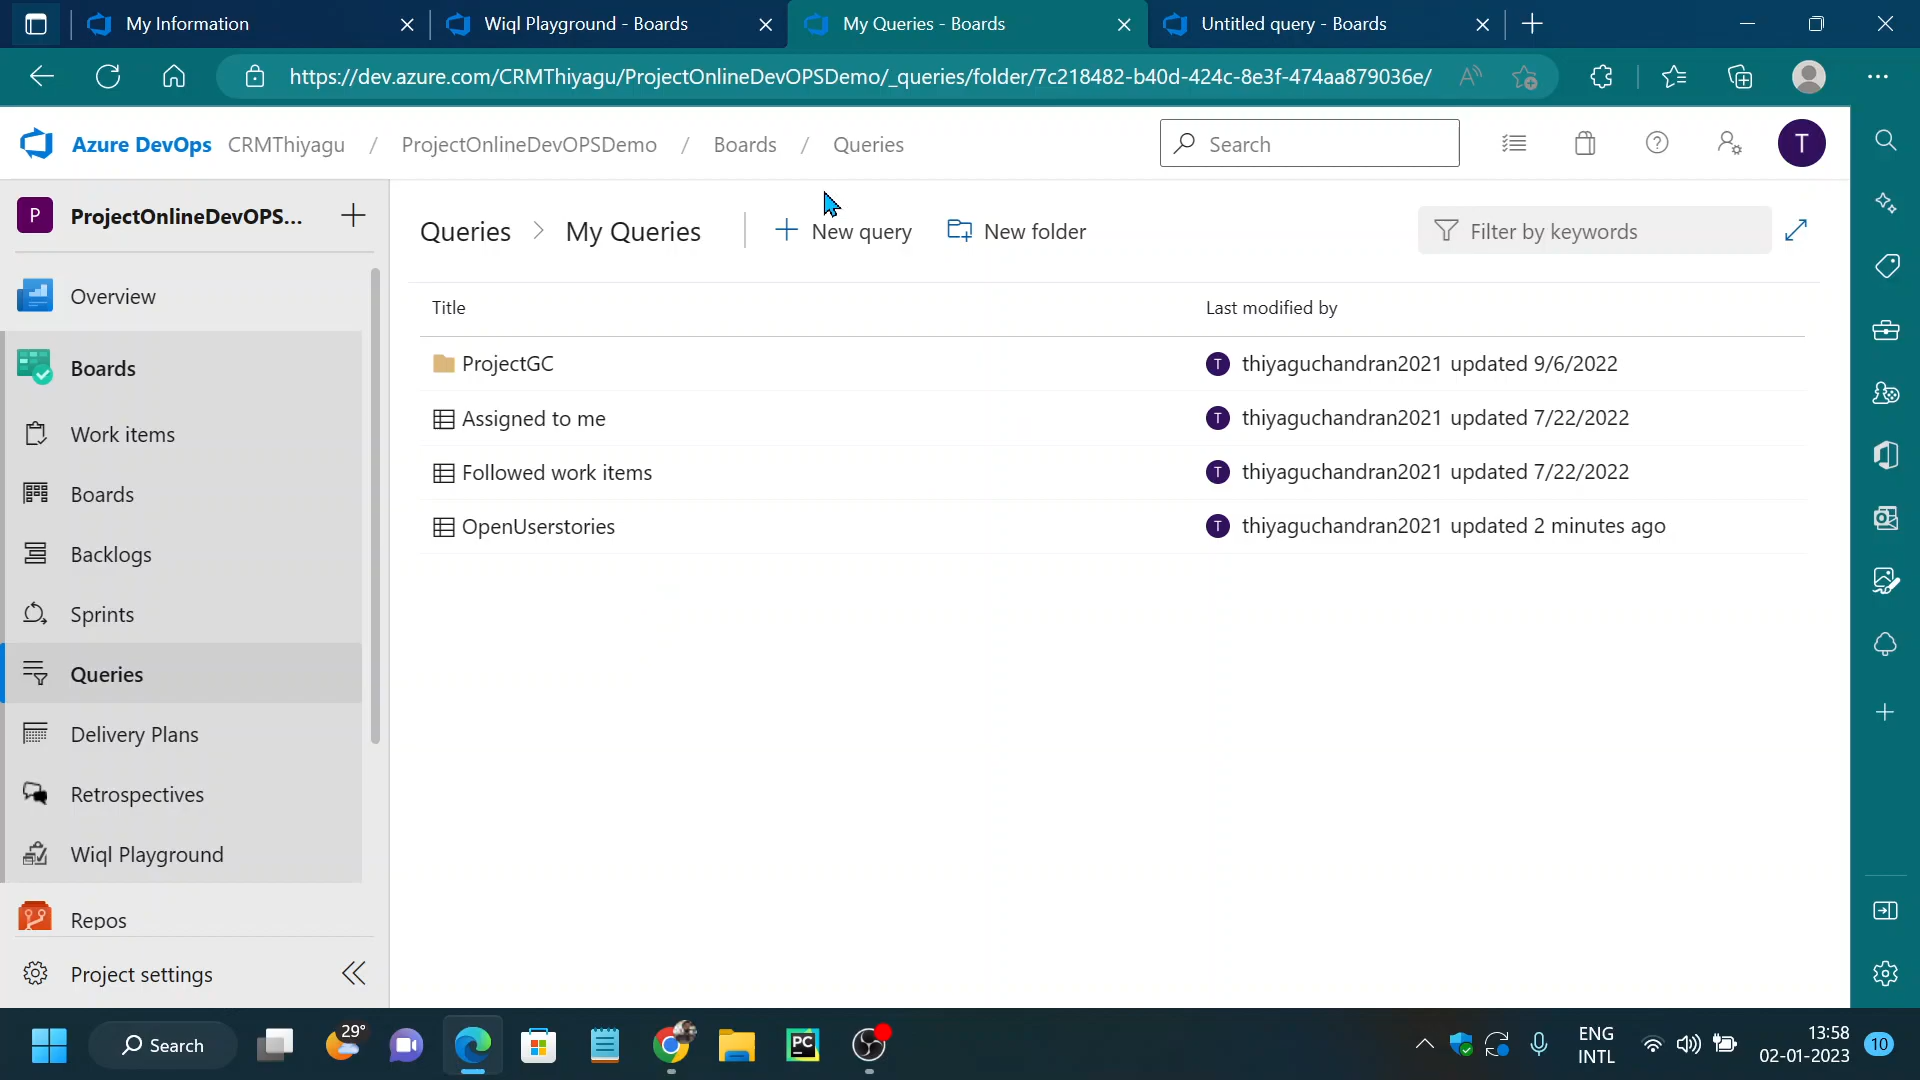 My Information
Wiql Playground - Boards
My Queries - Boards
Untitled query - Boards
https://dev.azure.com/CRMThiyagu/ProjectOnlineDevOPSDemo/_queries/folder/7c218482-b40d-424c-8e3f-474aa879036e/
Azure DevOps CRMThiyagu / ProjectOnlineDevOPSDemo / Boards / Queries
Search
T
P ProjectOnlineDevOPS...
Queries > My Queries
New query
New folder
Filter by keywords
Overview
Boards
Work items
Boards
Backlogs
Sprints
Queries
Delivery Plans
Retrospectives
Wiql Playground
Repos
Project settings
Title
Last modified by
ProjectGC
T thiyaguchandran2021 updated 9/6/2022
Assigned to me
T thiyaguchandran2021 updated 7/22/2022
Followed work items
T thiyaguchandran2021 updated 7/22/2022
OpenUserstories
T thiyaguchandran2021 updated 2 minutes ago
Search
29°
PC
ENG
INTL
13:58
02-01-2023
10